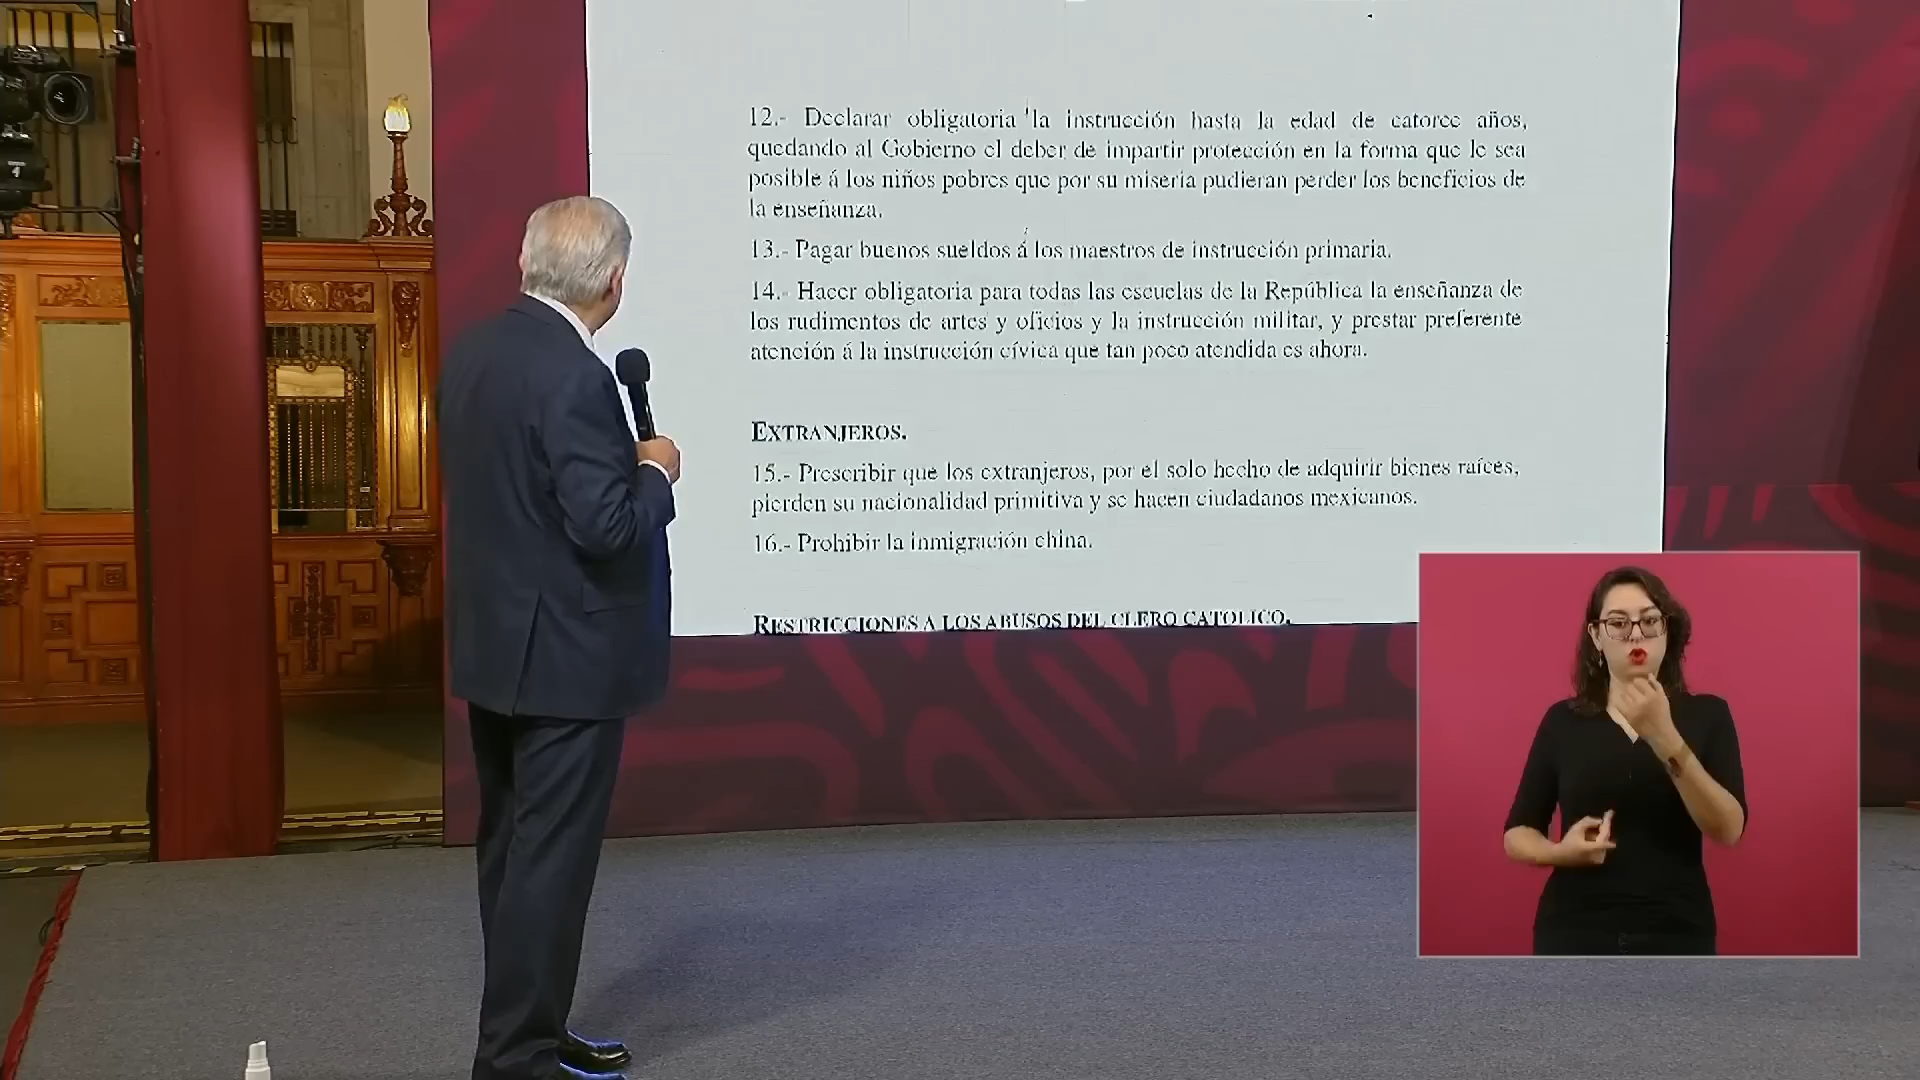 12.- Declarar obligatoria la instrucción hasta la edad de catorce años,
quedando al Gobierno el deber de impartir protección en la forma que le sea
posible á los niños pobres que por su miseria pudieran perder los beneficios de
la enseñanza.
13.- Pagar buenos sueldos á los maestros de instrucción primaria.
14.- Hacer obligatoria para todas las escuelas de la República la enseñanza de
los rudimentos de artes y oficios y la instrucción militar, y prestar preferente
atención á la instrucción cívica que tan poco atendida es ahora.
EXTRANJEROS.
15.- Prescribir que los extranjeros, por el solo hecho de adquirir bienes raíces,
pierden su nacionalidad primitiva y se hacen ciudadanos mexicanos.
16.- Prohibir la inmigración china.
RESTRICCIONES A LOS ABUSOS DEL CLERO CATOLICO.